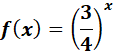 f(x) = (3/4)^x